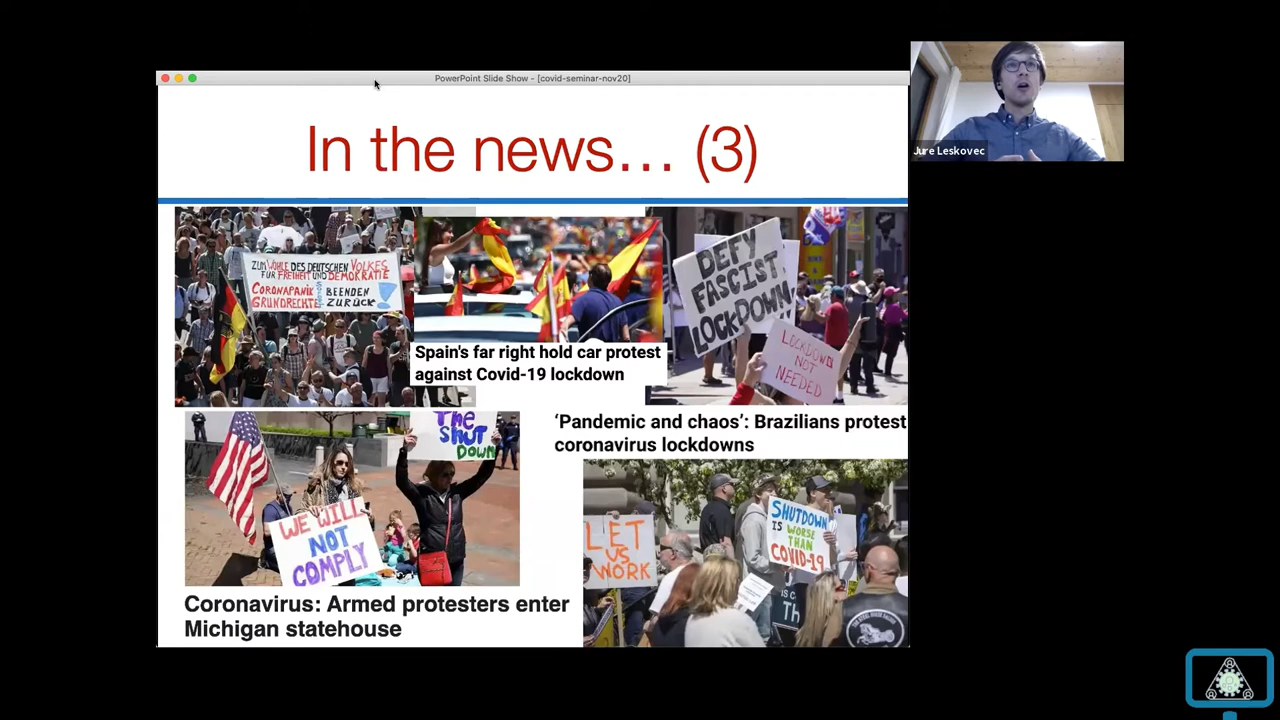 PowerPoint Slide Show - [covid-seminar-nov20]
Jure Leskovec
In the news… (3)
ZUM WOHLE DES DEUTSCHEN VOLKES
FÜR FREIHEIT UND DEMOKRATIE
CORONAPANIK BEENDEN
GRUNDRECHTE ZURÜCK
Spain's far right hold car protest
against Covid-19 lockdown
DEFY
FASCIST
LOCKDOWN!
LOCKDOWN
NOT
NEEDED
'Pandemic and chaos': Brazilians protest
coronavirus lockdowns
The
SHUT
DOWN
WE WILL
NOT
COMPLY
Coronavirus: Armed protesters enter
Michigan statehouse
LET
US
WORK
SHUTDOWN
IS WORSE
THAN
COVID-19
IS C
Th